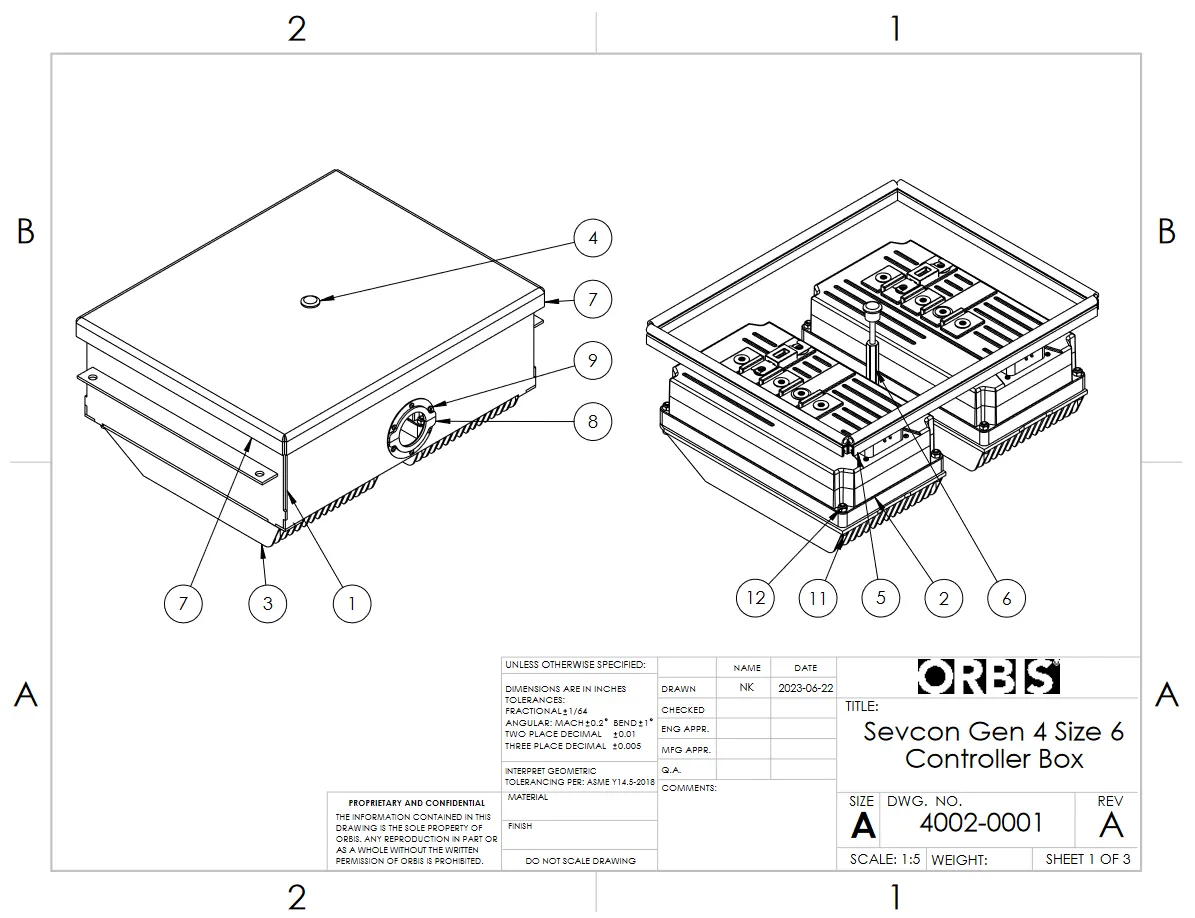 2 1
B B
4
7
9
8
7 3 1
12 11 5 2 6
A A
UNLESS OTHERWISE SPECIFIED:
DIMENSIONS ARE IN INCHES
TOLERANCES:
FRACTIONAL±1/64
ANGULAR: MACH±0.2° BEND±1°
TWO PLACE DECIMAL ±0.01
THREE PLACE DECIMAL ±0.005
INTERPRET GEOMETRIC
TOLERANCING PER: ASME Y14.5-2018
MATERIAL
FINISH
DO NOT SCALE DRAWING
NAME DATE
DRAWN NK 2023-06-22
CHECKED
ENG APPR.
MFG APPR.
Q.A.
COMMENTS:
ORBIS®
TITLE:
Sevcon Gen 4 Size 6
Controller Box
SIZE DWG. NO. REV
A 4002-0001 A
SCALE: 1:5 WEIGHT: SHEET 1 OF 3
PROPRIETARY AND CONFIDENTIAL
THE INFORMATION CONTAINED IN THIS
DRAWING IS THE SOLE PROPERTY OF
ORBIS. ANY REPRODUCTION IN PART OR
AS A WHOLE WITHOUT THE WRITTEN
PERMISSION OF ORBIS IS PROHIBITED.
2 1